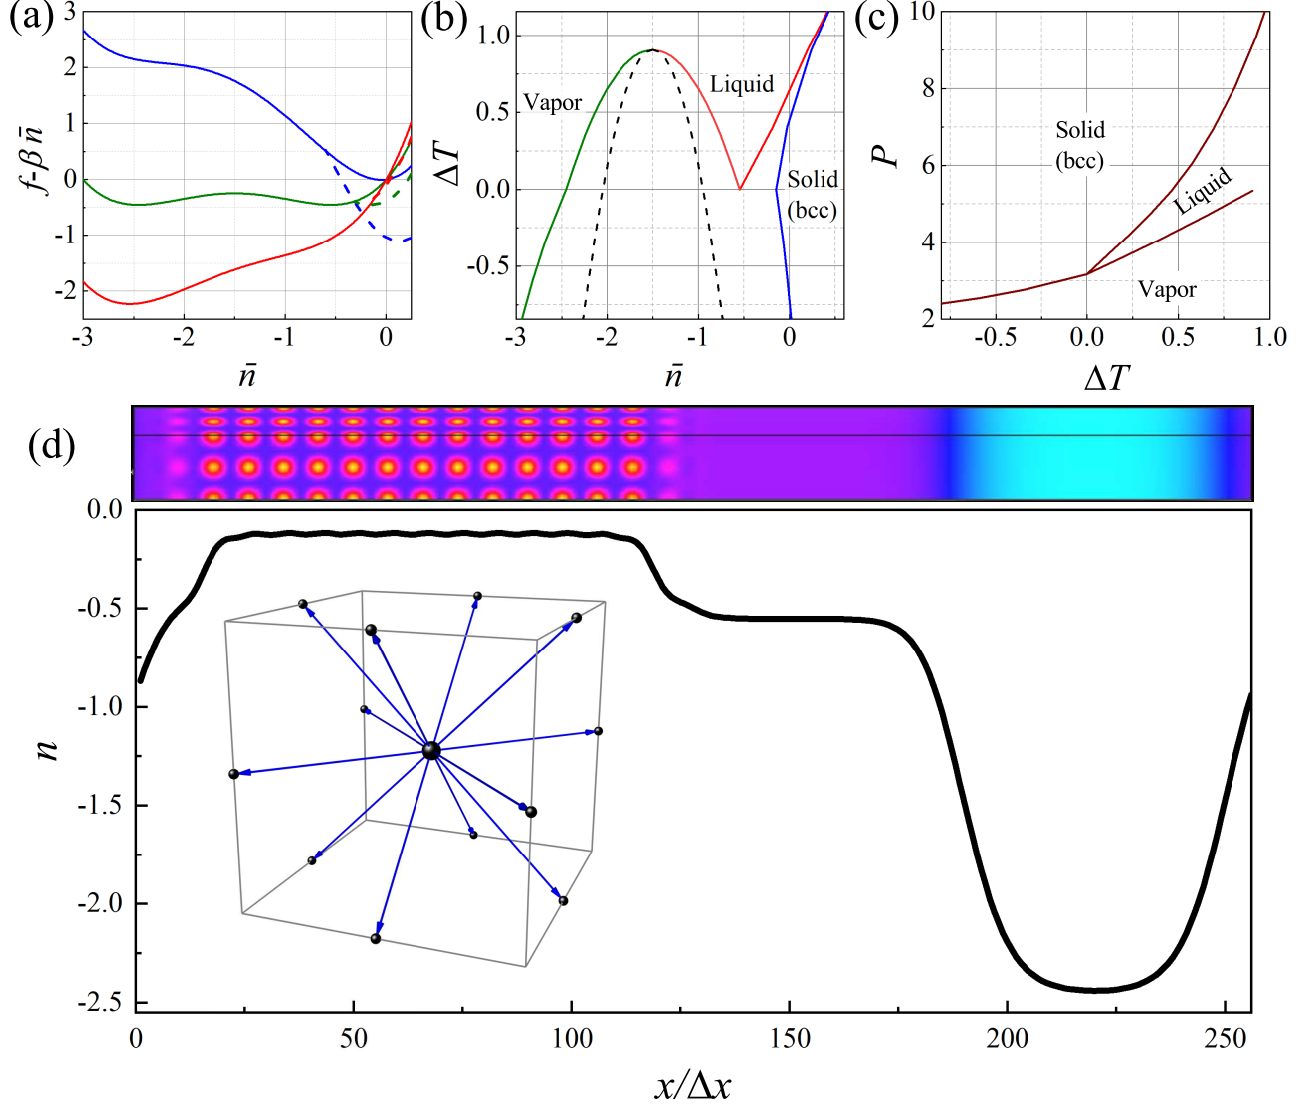 (a)
3
2
1
0
-1
-2
-3
-2
-1
0
f-β n̄
n̄
(b)
1.0
0.5
0.0
-0.5
-3
-2
-1
0
ΔT
n̄
Vapor
Liquid
Solid
(bcc)
(c)
10
8
6
4
2
-0.5
0.0
0.5
1.0
P
ΔT
Solid
(bcc)
Liquid
Vapor
(d)
0.0
-0.5
-1.0
-1.5
-2.0
-2.5
0
50
100
150
200
250
n
x/Δx